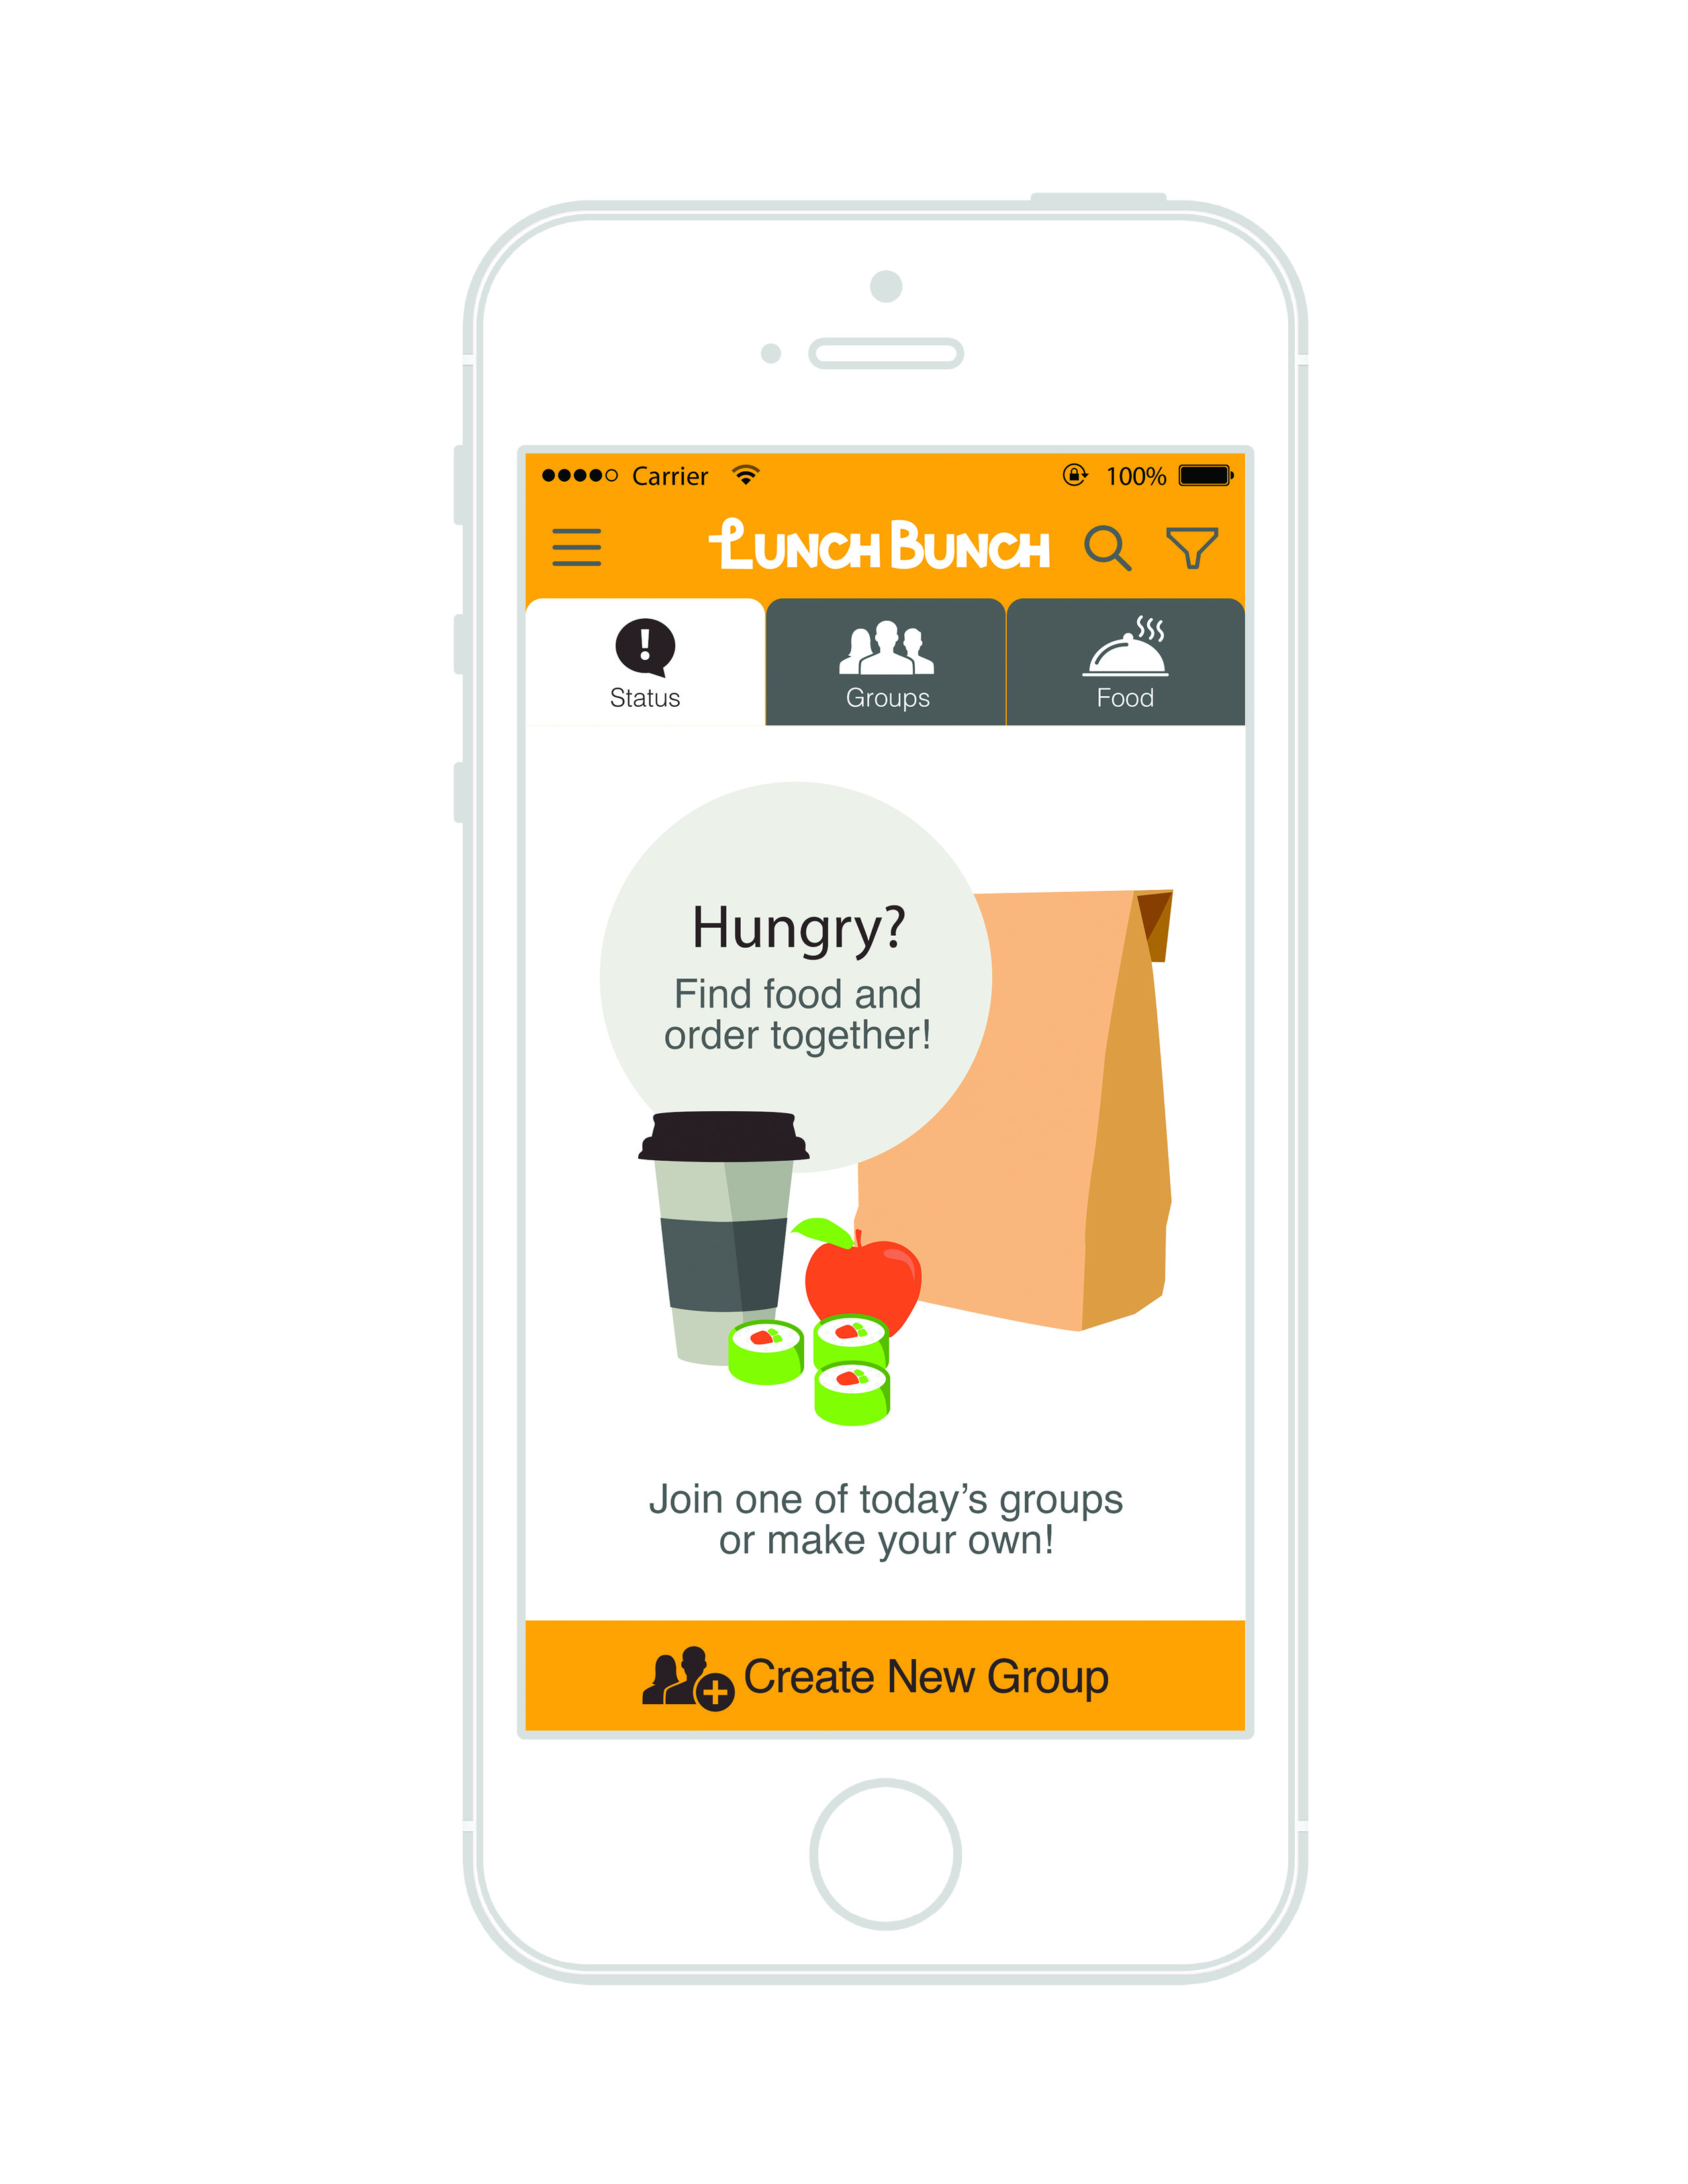 Carrier 100%
LUNCH BUNCH
!
Status Groups Food
Hungry?
Find food and
order together!
Join one of today’s groups
or make your own!
Create New Group